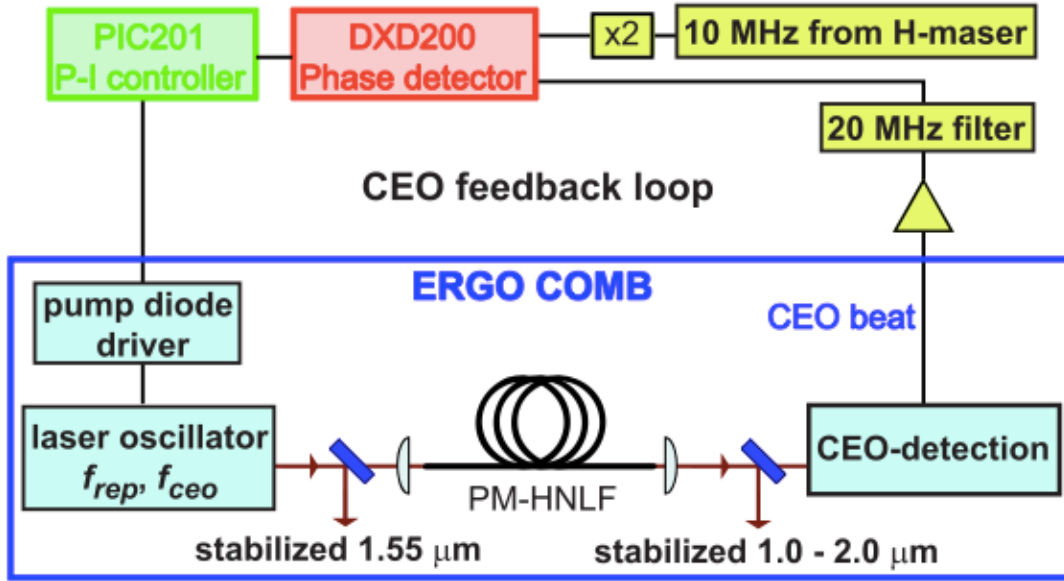 PIC201
P-I controller
DXD200
Phase detector
x2
10 MHz from H-maser
20 MHz filter
CEO feedback loop
ERGO COMB
pump diode
driver
CEO beat
laser oscillator
f_rep, f_ceo
PM-HNLF
CEO-detection
stabilized 1.55 μm
stabilized 1.0 - 2.0 μm